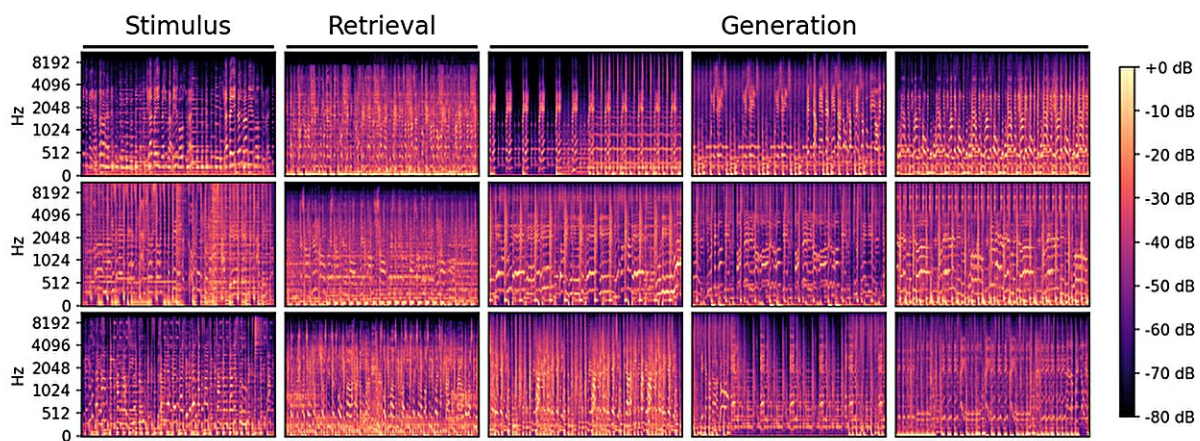 Stimulus Retrieval Generation
Hz
8192
4096
2048
1024
512
0
Hz
8192
4096
2048
1024
512
0
Hz
8192
4096
2048
1024
512
0
+0 dB
-10 dB
-20 dB
-30 dB
-40 dB
-50 dB
-60 dB
-70 dB
-80 dB